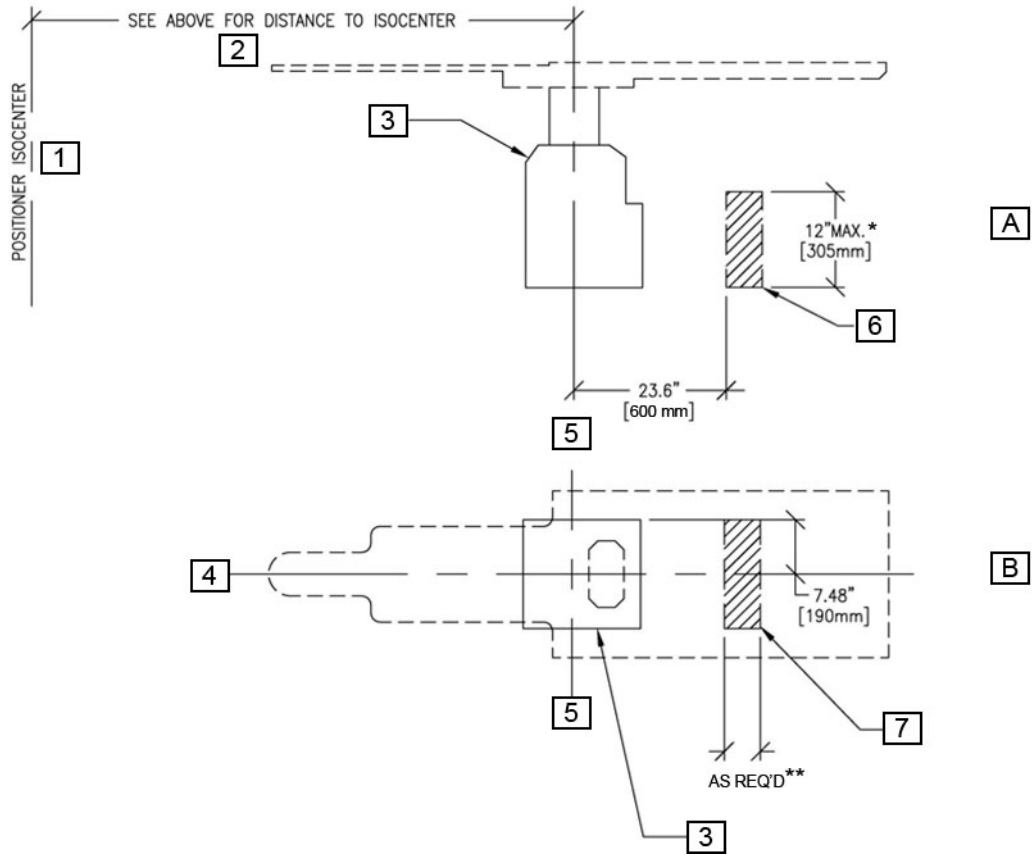 SEE ABOVE FOR DISTANCE TO ISOCENTER
2
POSITIONER ISOCENTER
1
3
12"MAX.*
[305mm]
A
6
23.6"
[600 mm]
5
4
B
7.48"
[190mm]
5
7
AS REQ'D**
3